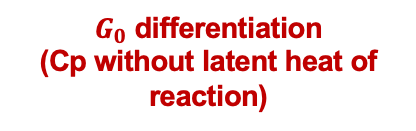 G₀ differentiation
(Cp without latent heat of
reaction)